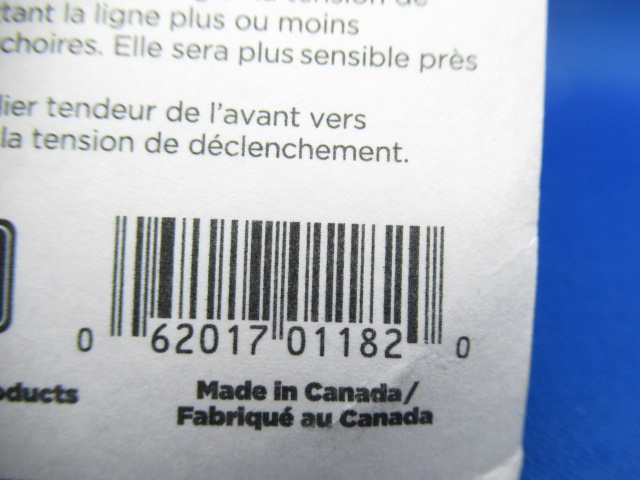 tant la ligne plus ou moins
choires. Elle sera plus sensible près
lier tendeur de l'avant vers
la tension de déclenchement.
0 62017 01182 0
oducts
Made in Canada/
Fabriqué au Canada